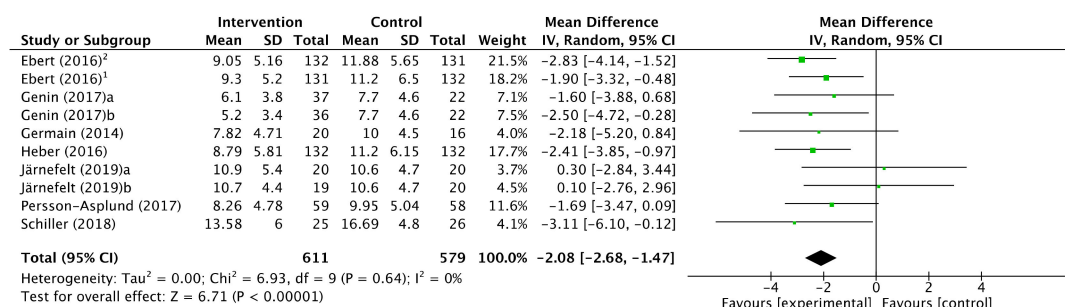 Intervention Control Mean Difference Mean Difference
Study or Subgroup Mean SD Total Mean SD Total Weight IV, Random, 95% CI IV, Random, 95% CI
Ebert (2016)² 9.05 5.16 132 11.88 5.65 131 21.5% -2.83 [-4.14, -1.52]
Ebert (2016)¹ 9.3 5.2 131 11.2 6.5 132 18.2% -1.90 [-3.32, -0.48]
Genin (2017)a 6.1 3.8 37 7.7 4.6 22 7.1% -1.60 [-3.88, 0.68]
Genin (2017)b 5.2 3.4 36 7.7 4.6 22 7.5% -2.50 [-4.72, -0.28]
Germain (2014) 7.82 4.71 20 10 4.5 16 4.0% -2.18 [-5.20, 0.84]
Heber (2016) 8.79 5.81 132 11.2 6.15 132 17.7% -2.41 [-3.85, -0.97]
Järnefelt (2019)a 10.9 5.4 20 10.6 4.7 20 3.7% 0.30 [-2.84, 3.44]
Järnefelt (2019)b 10.7 4.4 19 10.6 4.7 20 4.5% 0.10 [-2.76, 2.96]
Persson-Asplund (2017) 8.26 4.78 59 9.95 5.04 58 11.6% -1.69 [-3.47, 0.09]
Schiller (2018) 13.58 6 25 16.69 4.8 26 4.1% -3.11 [-6.10, -0.12]
Total (95% CI) 611 579 100.0% -2.08 [-2.68, -1.47]
Heterogeneity: Tau² = 0.00; Chi² = 6.93, df = 9 (P = 0.64); I² = 0%
Test for overall effect: Z = 6.71 (P < 0.00001)
-4 -2 0 2 4
Favours [experimental] Favours [control]